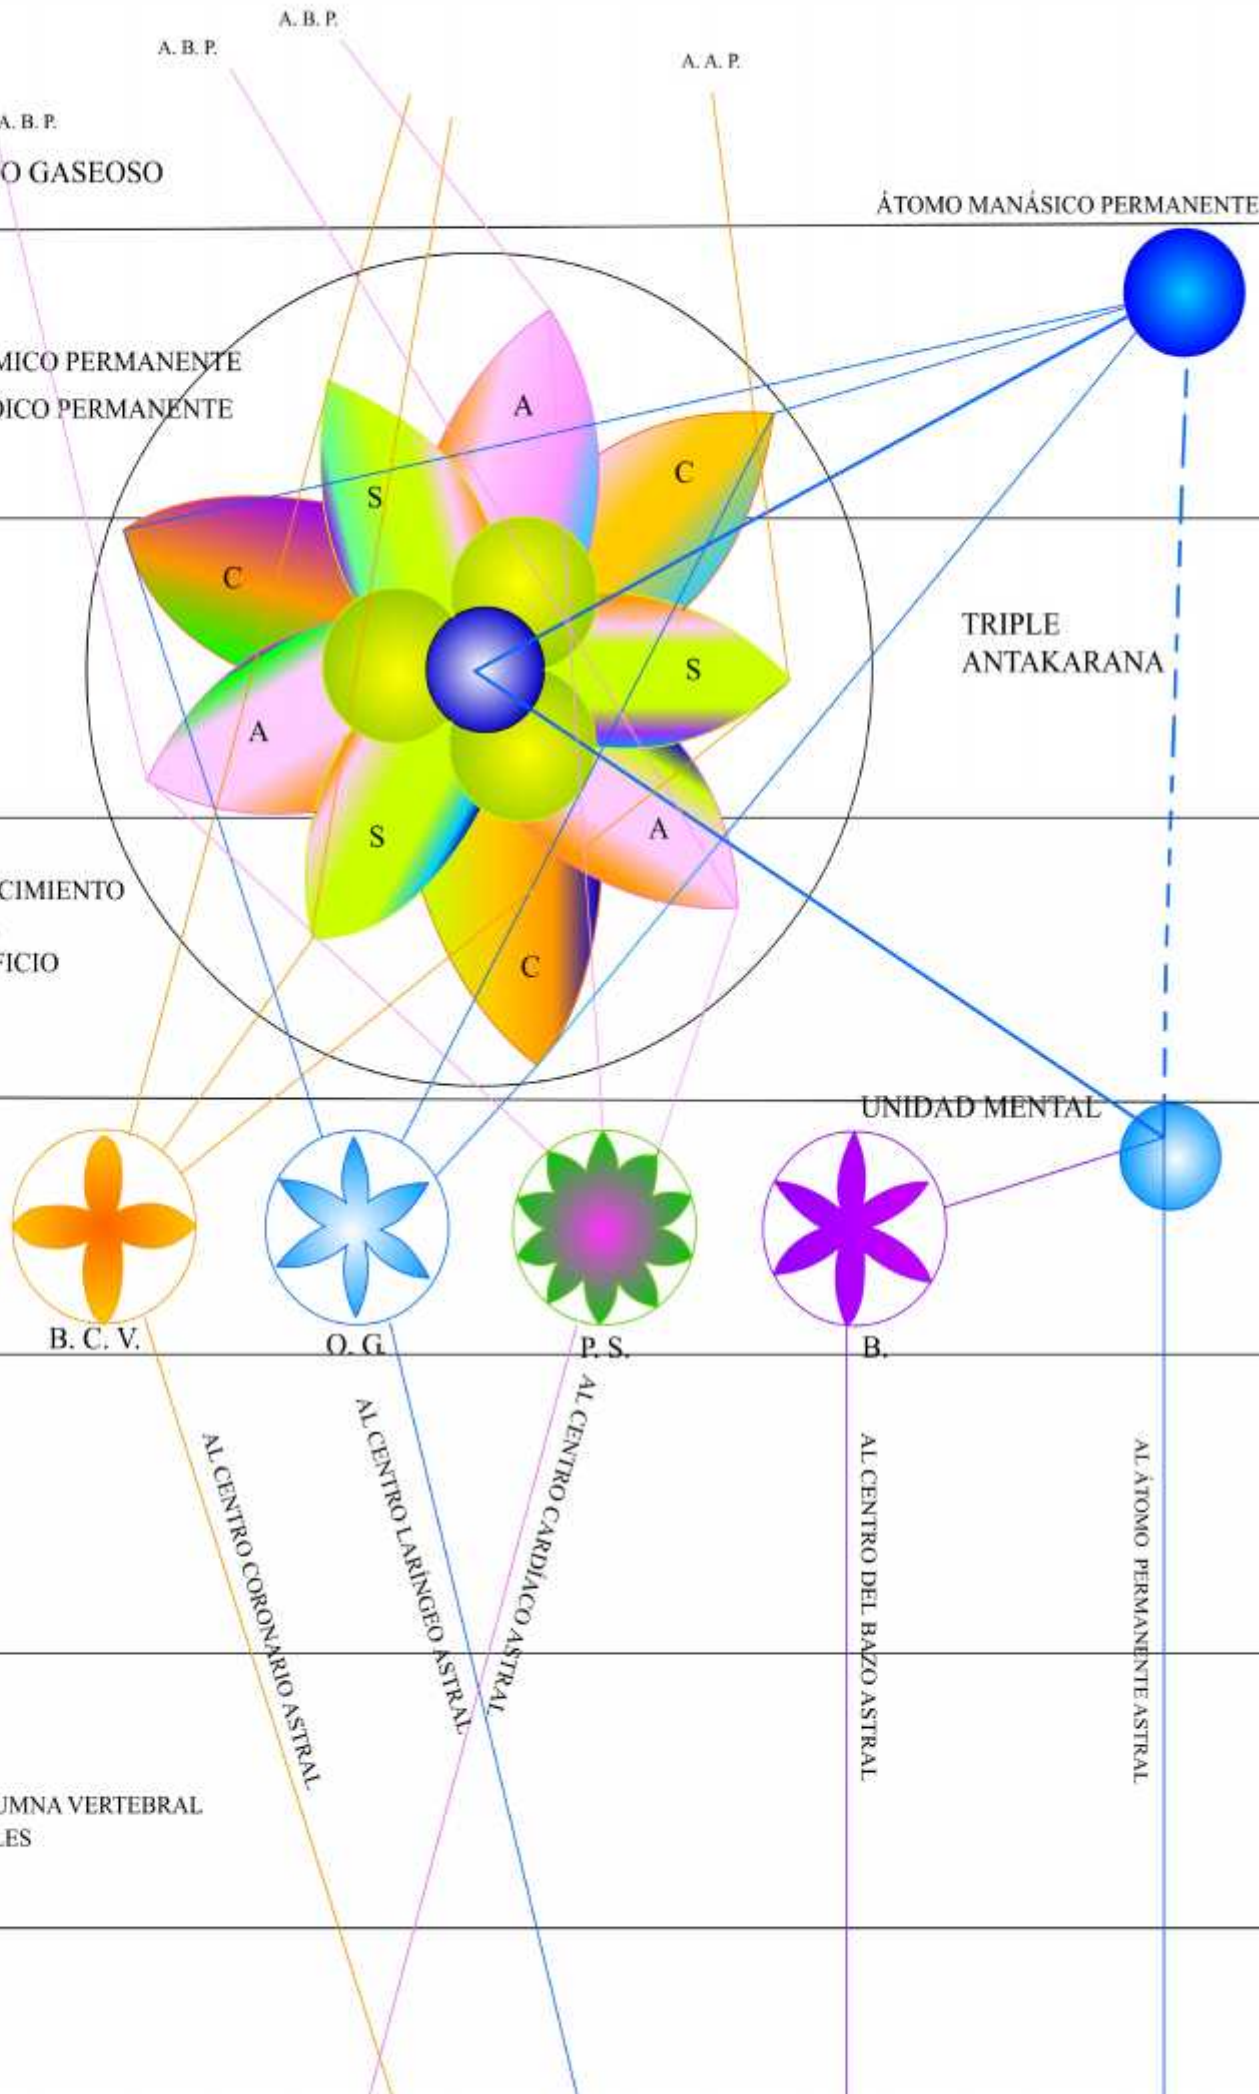 A. B. P.
A. B. P.
A. A. P.
A. B. P.
O GASEOSO
ÁTOMO MANÁSICO PERMANENTE
MICO PERMANENTE
DICO PERMANENTE
A
C
S
C
S
A
S
A
C
TRIPLE
ANTAKARANA
CIMIENTO
FICIO
UNIDAD MENTAL
B. C. V.
O. G.
P. S.
B.
AL CENTRO CORONARIO ASTRAL
AL CENTRO LARÍNGEO ASTRAL
AL CENTRO CARDÍACO ASTRAL
AL CENTRO DEL BAZO ASTRAL
AL ÁTOMO PERMANENTE ASTRAL
UMNA VERTEBRAL
LES